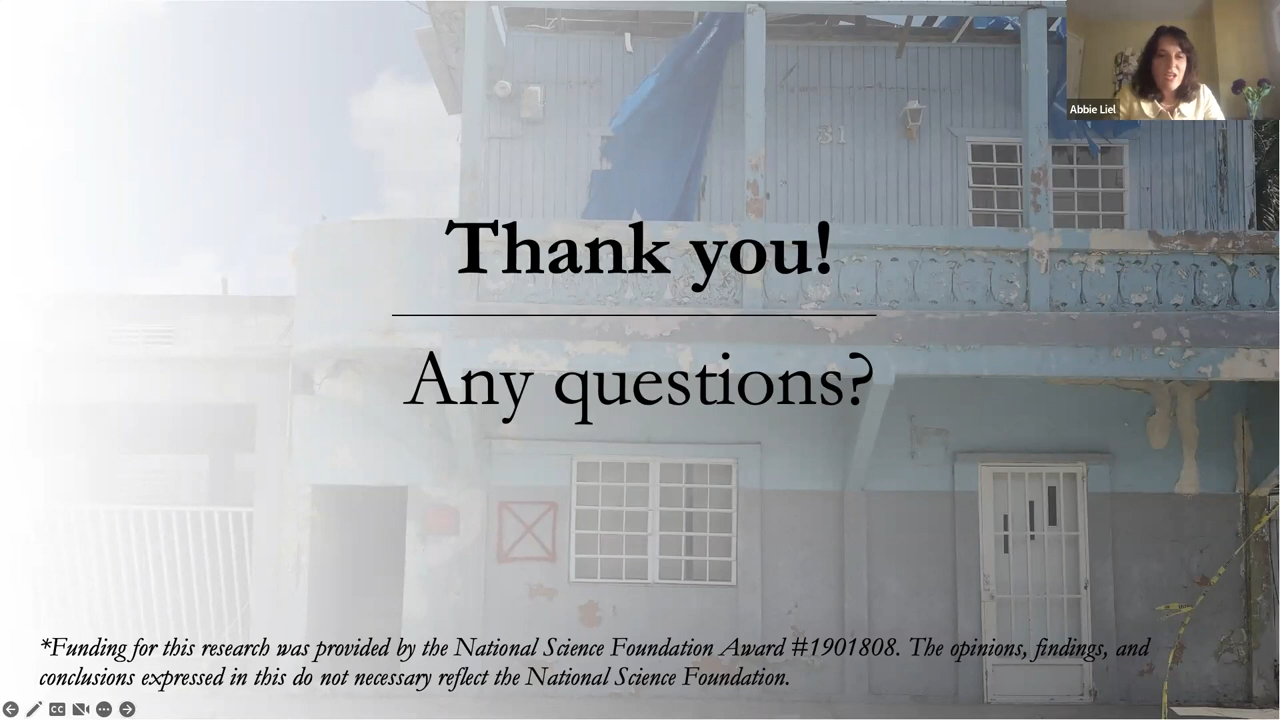 Abbie Liel
31
Thank you!
Any questions?
*Funding for this research was provided by the National Science Foundation Award #1901808. The opinions, findings, and
conclusions expressed in this do not necessary reflect the National Science Foundation.
CC